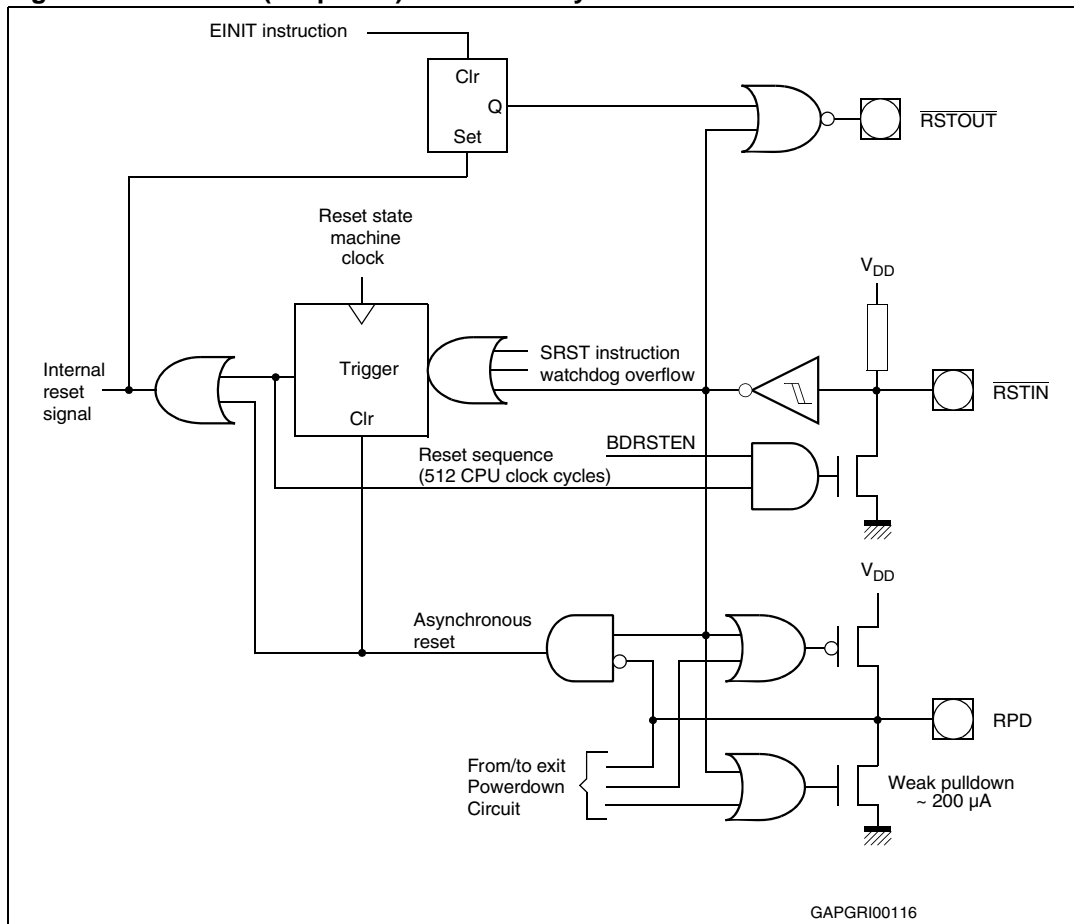 EINIT instruction
Clr
Q
Set
RSTOUT
Reset state
machine
clock
VDD
Internal
reset
signal
Trigger
Clr
SRST instruction
watchdog overflow
RSTIN
BDRSTEN
Reset sequence
(512 CPU clock cycles)
VDD
Asynchronous
reset
RPD
From/to exit
Powerdown
Circuit
Weak pulldown
~ 200 µA
GAPGRI00116